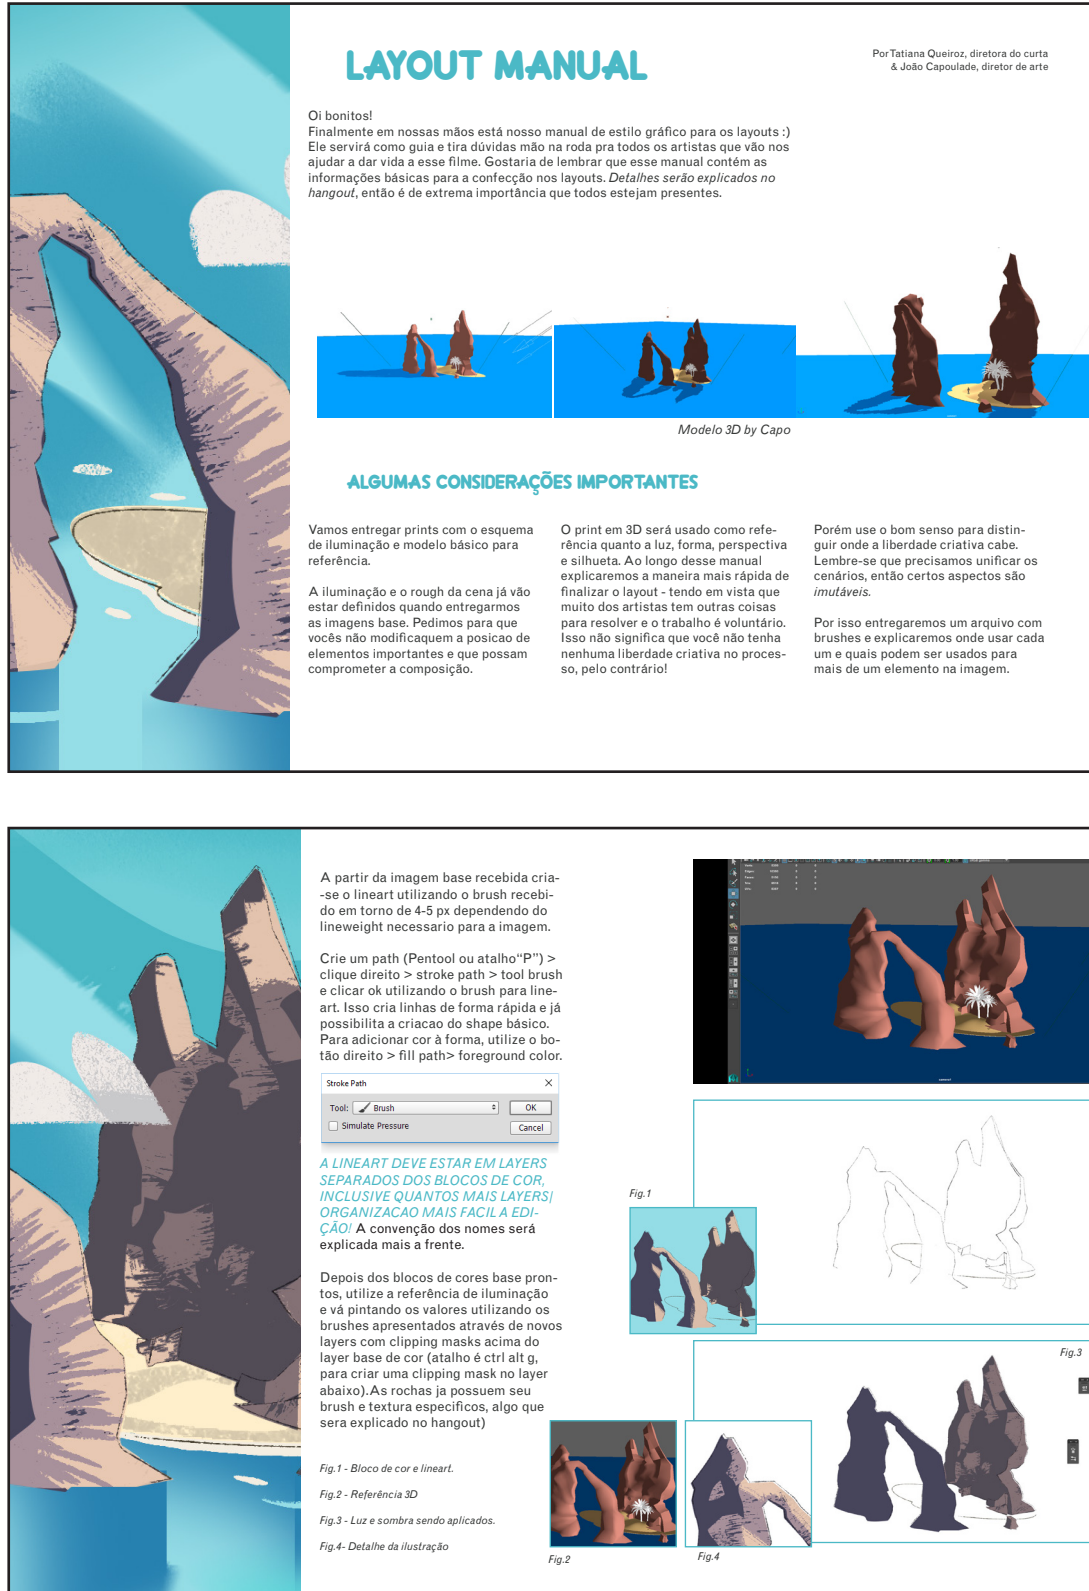 LAYOUT MANUAL
Por Tatiana Queiroz, diretora do curta
& João Capoulade, diretor de arte
Oi bonitos!
Finalmente em nossas mãos está nosso manual de estilo gráfico para os layouts :)
Ele servirá como guia e tira dúvidas mão na roda pra todos os artistas que vão nos
ajudar a dar vida a esse filme. Gostaria de lembrar que esse manual contém as
informações básicas para a confecção nos layouts. Detalhes serão explicados no
hangout, então é de extrema importância que todos estejam presentes.
Modelo 3D by Capo
ALGUMAS CONSIDERAÇÕES IMPORTANTES
Vamos entregar prints com o esquema
de iluminação e modelo básico para
referência.
A iluminação e o rough da cena já vão
estar definidos quando entregarmos
as imagens base. Pedimos para que
vocês não modificaquem a posicao de
elementos importantes e que possam
comprometer a composição.
O print em 3D será usado como refe-
rência quanto a luz, forma, perspectiva
e silhueta. Ao longo desse manual
explicaremos a maneira mais rápida de
finalizar o layout - tendo em vista que
muito dos artistas tem outras coisas
para resolver e o trabalho é voluntário.
Isso não significa que você não tenha
nenhuma liberdade criativa no proces-
so, pelo contrário!
Porém use o bom senso para distin-
guir onde a liberdade criativa cabe.
Lembre-se que precisamos unificar os
cenários, então certos aspectos são
imutáveis.
Por isso entregaremos um arquivo com
brushes e explicaremos onde usar cada
um e quais podem ser usados para
mais de um elemento na imagem.
A partir da imagem base recebida cria-
-se o lineart utilizando o brush recebi-
do em torno de 4-5 px dependendo do
lineweight necessario para a imagem.
Crie um path (Pentool ou atalho“P”) >
clique direito > stroke path > tool brush
e clicar ok utilizando o brush para line-
art. Isso cria linhas de forma rápida e já
possibilita a criacao do shape básico.
Para adicionar cor à forma, utilize o bo-
tão direito > fill path> foreground color.
Stroke Path
Tool: Brush
OK
Simulate Pressure
Cancel
A LINEART DEVE ESTAR EM LAYERS
SEPARADOS DOS BLOCOS DE COR,
INCLUSIVE QUANTOS MAIS LAYERS/
ORGANIZACAO MAIS FACIL A EDI-
ÇÃO! A convenção dos nomes será
explicada mais a frente.
Depois dos blocos de cores base pron-
tos, utilize a referência de iluminação
e vá pintando os valores utilizando os
brushes apresentados através de novos
layers com clipping masks acima do
layer base de cor (atalho é ctrl alt g,
para criar uma clipping mask no layer
abaixo). As rochas ja possuem seu
brush e textura especificos, algo que
sera explicado no hangout)
Fig.1 - Bloco de cor e lineart.
Fig.2 - Referência 3D
Fig.3 - Luz e sombra sendo aplicados.
Fig.4- Detalhe da ilustração
Fig.1
Fig.3
Fig.2
Fig.4